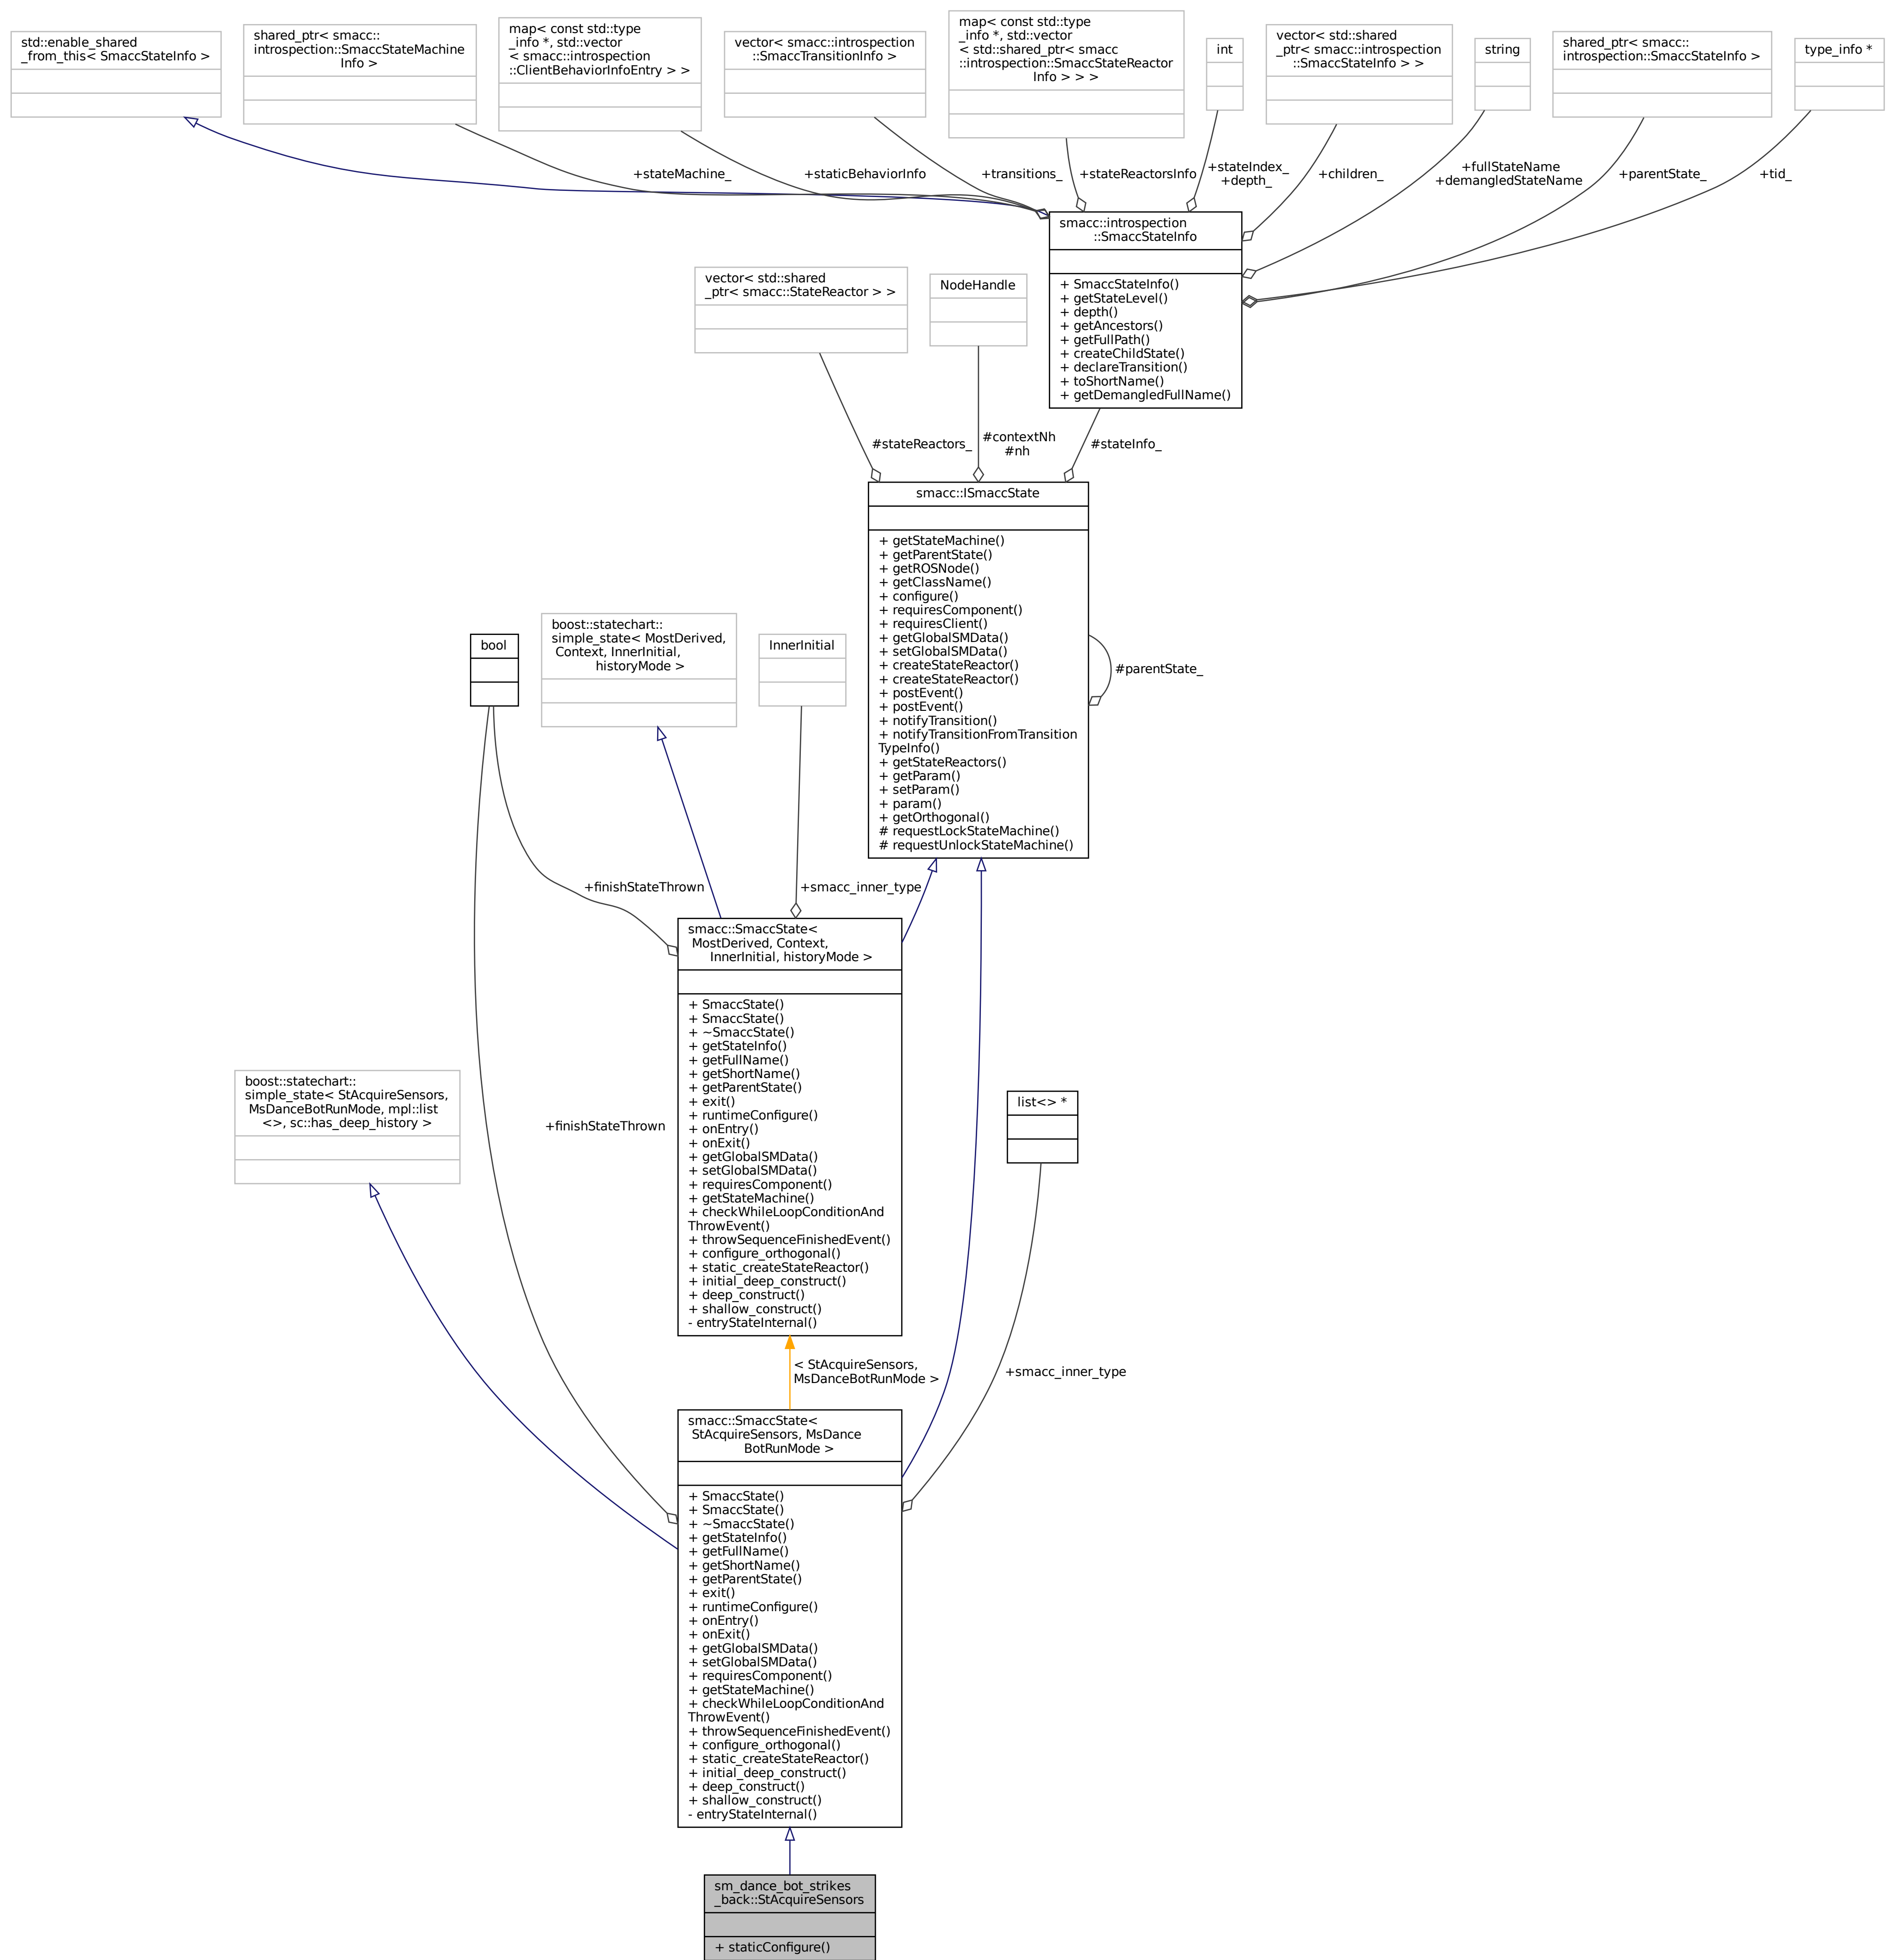 std::enable_shared
_from_this< SmaccStateInfo >
shared_ptr< smacc::
introspection::SmaccStateMachine
Info >
map< const std::type
_info *, std::vector
< smacc::introspection
::ClientBehaviorInfoEntry > >
vector< smacc::introspection
::SmaccTransitionInfo >
map< const std::type
_info *, std::vector
< std::shared_ptr< smacc
::introspection::SmaccStateReactor
Info > > >
int
vector< std::shared
_ptr< smacc::introspection
::SmaccStateInfo > >
string
shared_ptr< smacc::
introspection::SmaccStateInfo >
type_info *
+stateMachine_
+staticBehaviorInfo
+transitions_
+stateReactorsInfo
+stateIndex_
+depth_
+children_
+fullStateName
+demangledStateName
+parentState_
+tid_
smacc::introspection
::SmaccStateInfo
+ SmaccStateInfo()
+ getStateLevel()
+ depth()
+ getAncestors()
+ getFullPath()
+ createChildState()
+ declareTransition()
+ toShortName()
+ getDemangledFullName()
vector< std::shared
_ptr< smacc::StateReactor > >
NodeHandle
#stateReactors_
#contextNh
#nh
#stateInfo_
smacc::ISmaccState
+ getStateMachine()
+ getParentState()
+ getROSNode()
+ getClassName()
+ configure()
+ requiresComponent()
+ requiresClient()
+ getGlobalSMData()
+ setGlobalSMData()
+ createStateReactor()
+ createStateReactor()
+ postEvent()
+ postEvent()
+ notifyTransition()
+ notifyTransitionFromTransition
TypeInfo()
+ getStateReactors()
+ getParam()
+ setParam()
+ param()
+ getOrthogonal()
# requestLockStateMachine()
# requestUnlockStateMachine()
#parentState_
bool
boost::statechart::
simple_state< MostDerived,
Context, InnerInitial,
historyMode >
InnerInitial
+finishStateThrown
+smacc_inner_type
smacc::SmaccState<
MostDerived, Context,
InnerInitial, historyMode >
+ SmaccState()
+ SmaccState()
+ ~SmaccState()
+ getStateInfo()
+ getFullName()
+ getShortName()
+ getParentState()
+ exit()
+ runtimeConfigure()
+ onEntry()
+ onExit()
+ getGlobalSMData()
+ setGlobalSMData()
+ requiresComponent()
+ getStateMachine()
+ checkWhileLoopConditionAnd
ThrowEvent()
+ throwSequenceFinishedEvent()
+ configure_orthogonal()
+ static_createStateReactor()
+ initial_deep_construct()
+ deep_construct()
+ shallow_construct()
- entryStateInternal()
boost::statechart::
simple_state< StAcquireSensors,
MsDanceBotRunMode, mpl::list
<>, sc::has_deep_history >
+finishStateThrown
list<> *
< StAcquireSensors,
MsDanceBotRunMode >
+smacc_inner_type
smacc::SmaccState<
StAcquireSensors, MsDance
BotRunMode >
+ SmaccState()
+ SmaccState()
+ ~SmaccState()
+ getStateInfo()
+ getFullName()
+ getShortName()
+ getParentState()
+ exit()
+ runtimeConfigure()
+ onEntry()
+ onExit()
+ getGlobalSMData()
+ setGlobalSMData()
+ requiresComponent()
+ getStateMachine()
+ checkWhileLoopConditionAnd
ThrowEvent()
+ throwSequenceFinishedEvent()
+ configure_orthogonal()
+ static_createStateReactor()
+ initial_deep_construct()
+ deep_construct()
+ shallow_construct()
- entryStateInternal()
sm_dance_bot_strikes
_back::StAcquireSensors
+ staticConfigure()